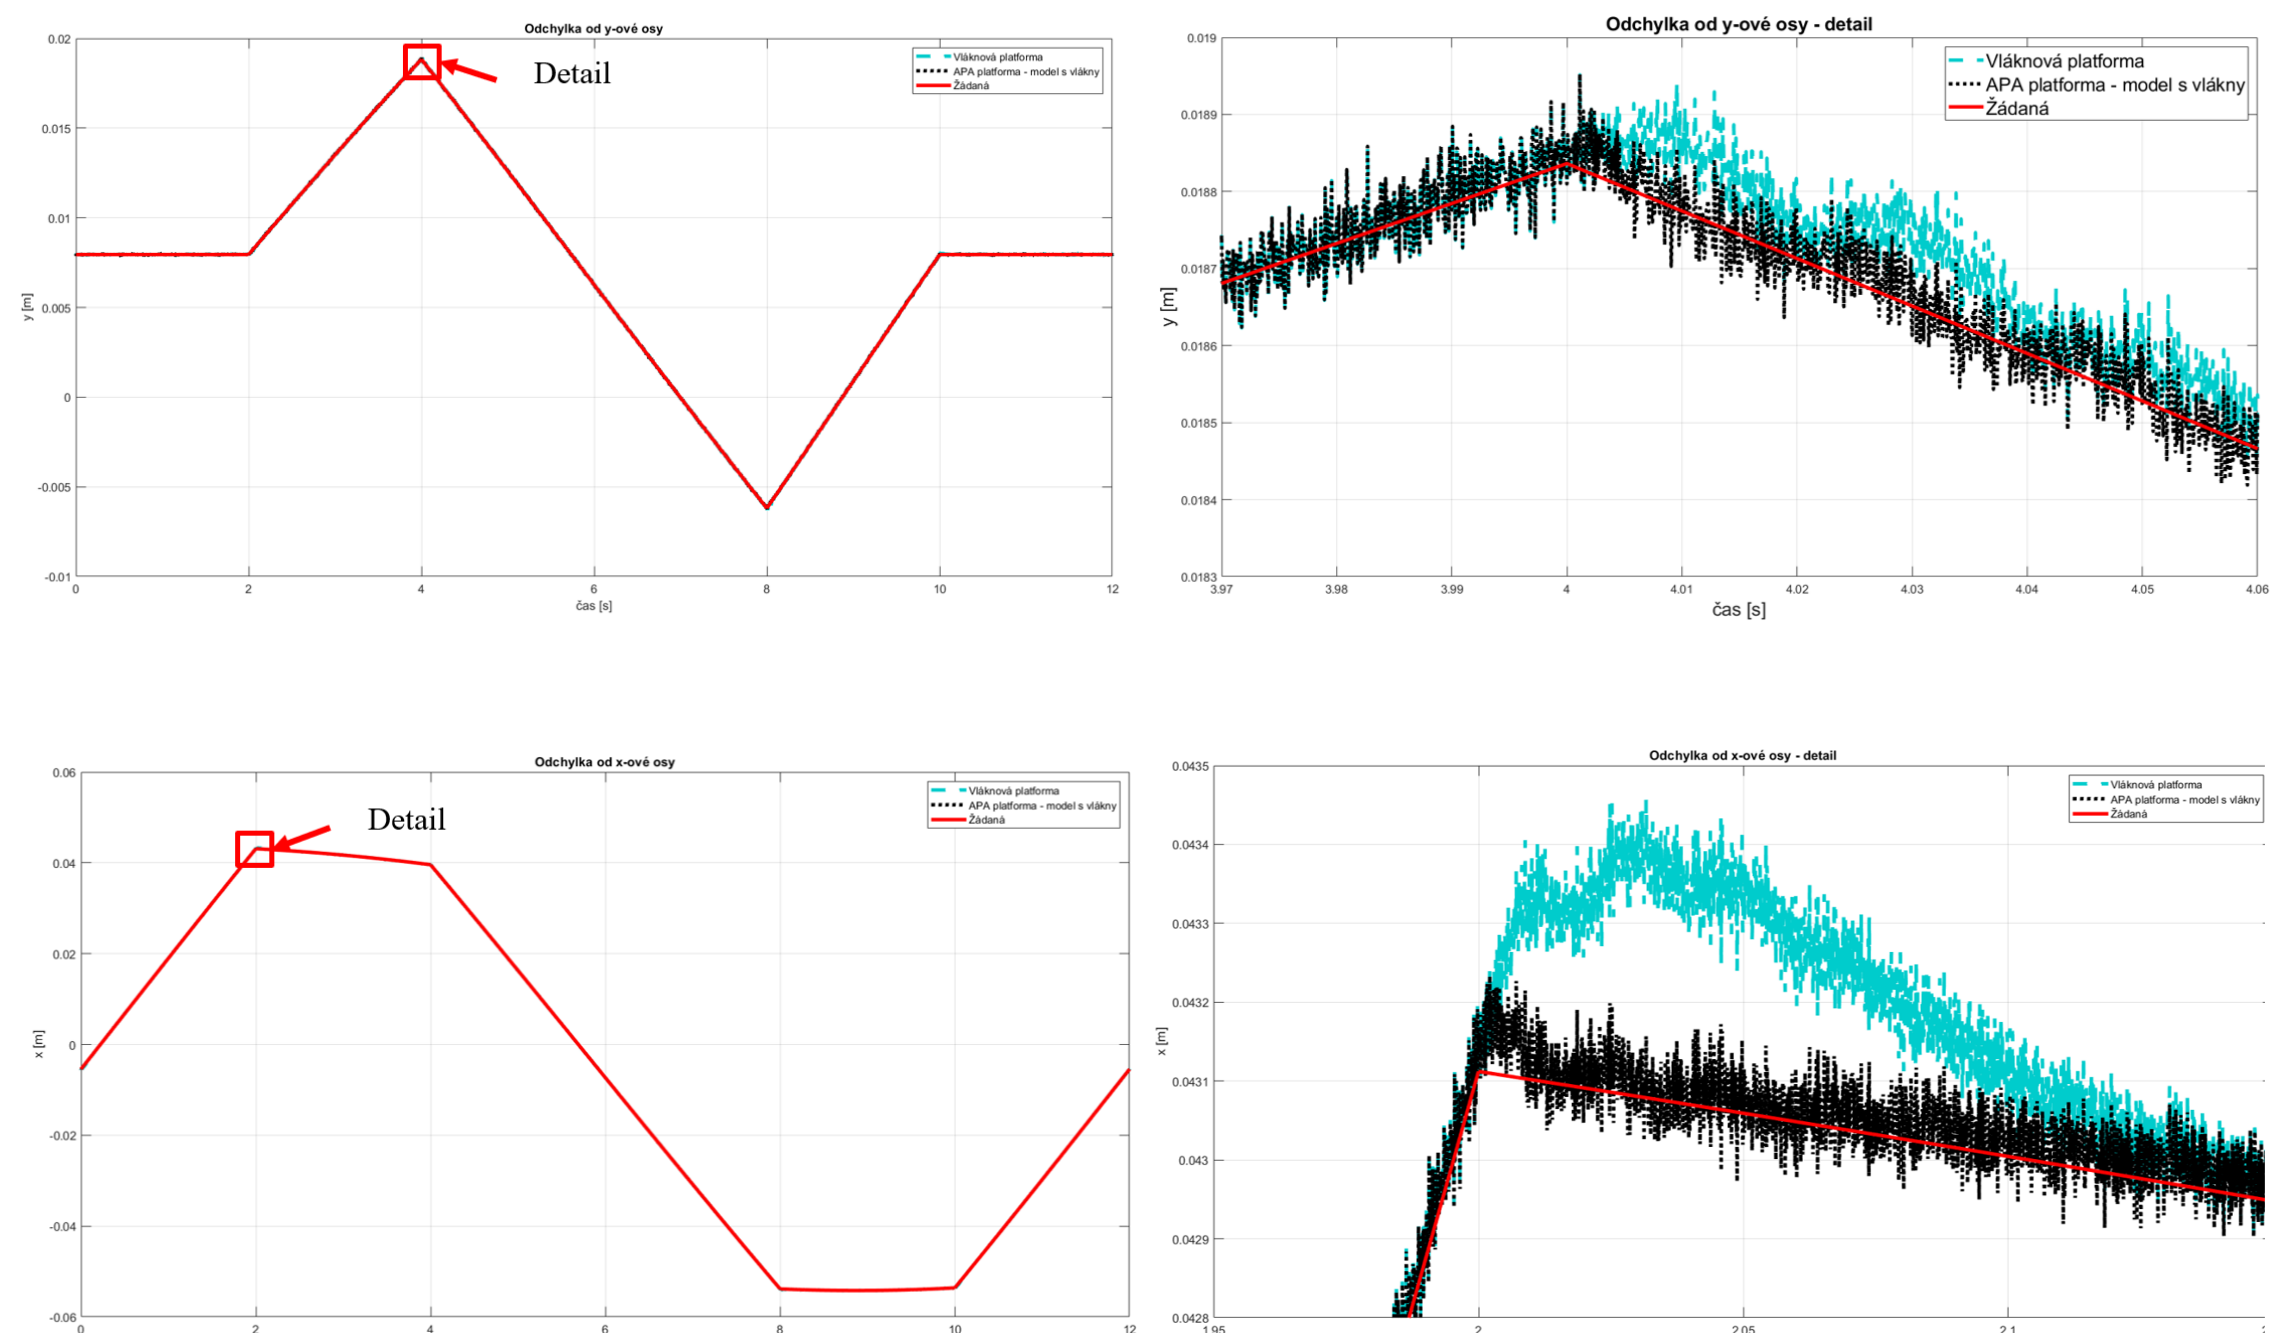 Odchylka od y-ové osy
0.02
0.015
0.01
0.005
0
-0.005
-0.01
y [m]
0 2 4 6 8 10 12
čas [s]
Detail
Vláknová platforma
APA platforma - model s vlákny
Žádaná
Odchylka od y-ové osy - detail
0.019
0.0189
0.0188
0.0187
0.0186
0.0185
0.0184
0.0183
y [m]
3.97 3.98 3.99 4 4.01 4.02 4.03 4.04 4.05 4.06
čas [s]
Vláknová platforma
APA platforma - model s vlákny
Žádaná
Odchylka od x-ové osy
0.06
0.04
0.02
0
-0.02
-0.04
-0.06
x [m]
0 2 4 6 8 10 12
Detail
Vláknová platforma
APA platforma - model s vlákny
Žádaná
Odchylka od x-ové osy - detail
0.0435
0.0434
0.0433
0.0432
0.0431
0.043
0.0429
0.0428
x [m]
1.95 2 2.05 2.1
Vláknová platforma
APA platforma - model s vlákny
Žádaná